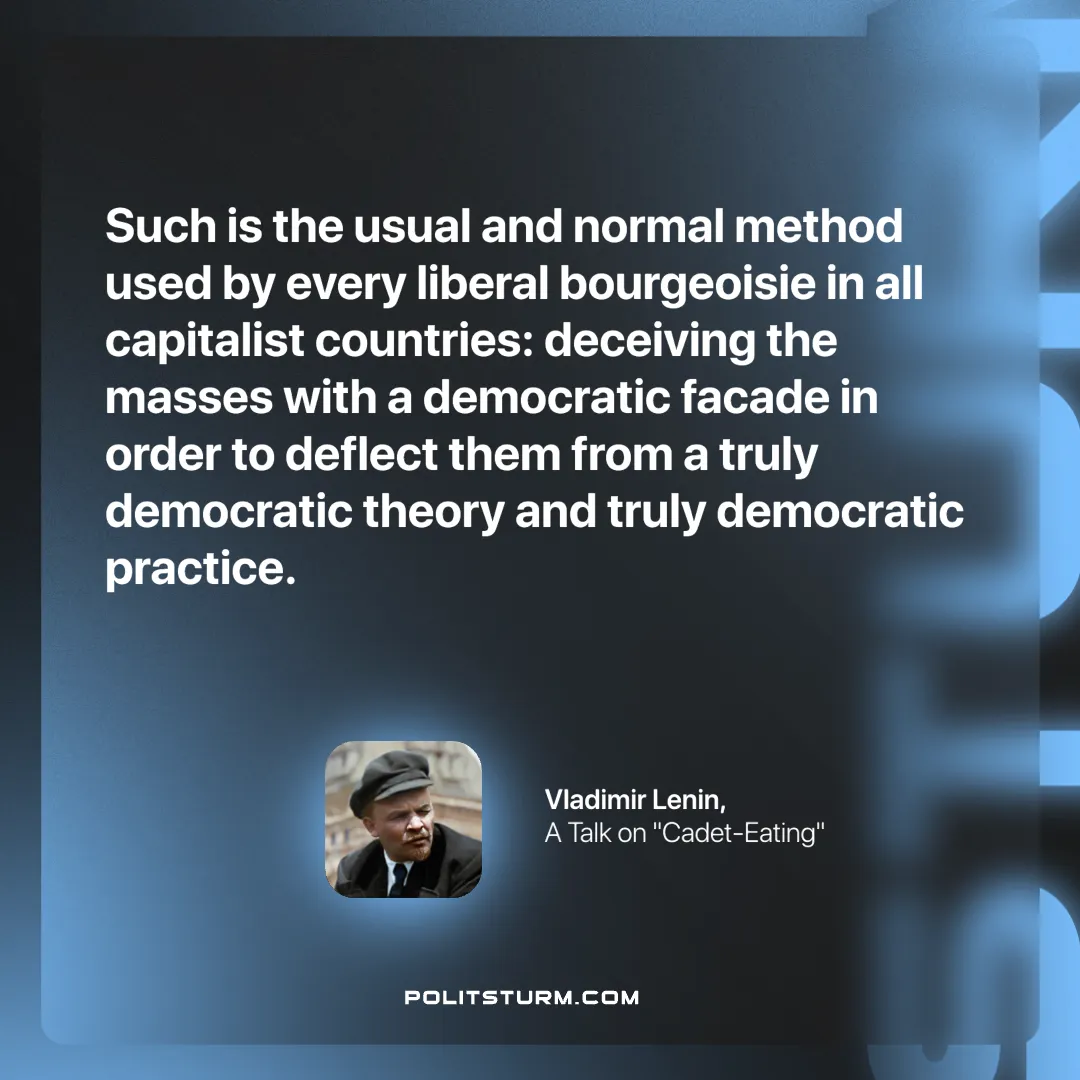 Such is the usual and normal method
used by every liberal bourgeoisie in all
capitalist countries: deceiving the
masses with a democratic facade in
order to deflect them from a truly
democratic theory and truly democratic
practice.
Vladimir Lenin,
A Talk on "Cadet-Eating"
POLITSTURM.COM